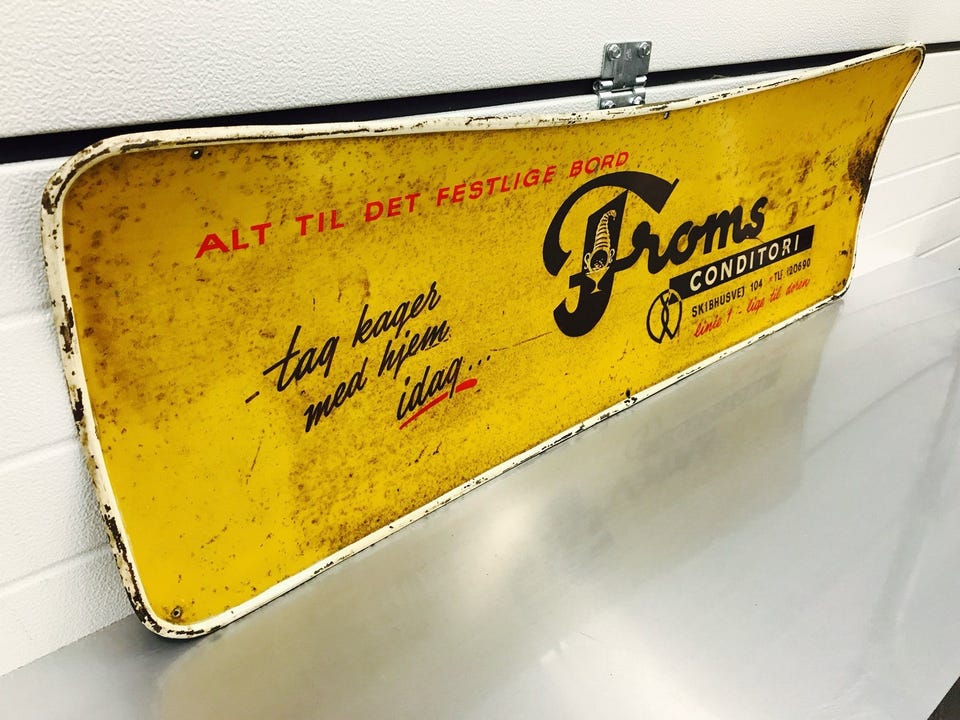 ALT TIL DET FESTLIGE BORD
- tag kager
med hjem
idag...
Froms
CONDITORI
SKIBHUSVEJ 104 - TLF. 120690
linie 1 - lige til døren